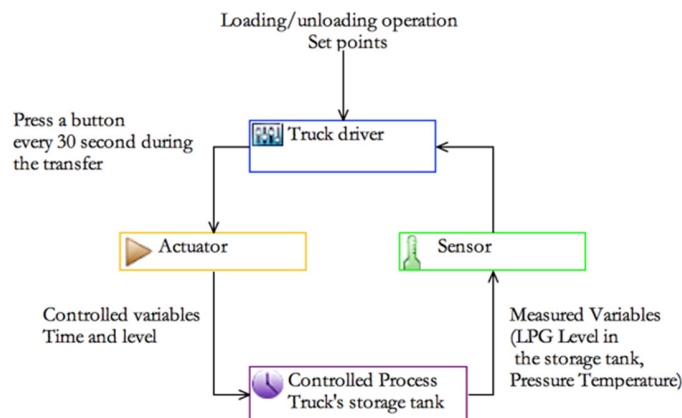 Loading/unloading operation
Set points
Press a button
every 30 second during
the transfer
Truck driver
Actuator
Sensor
Controlled variables
Time and level
Measured Variables
(LPG Level in
the storage tank,
Pressure Temperature)
Controlled Process
Truck's storage tank